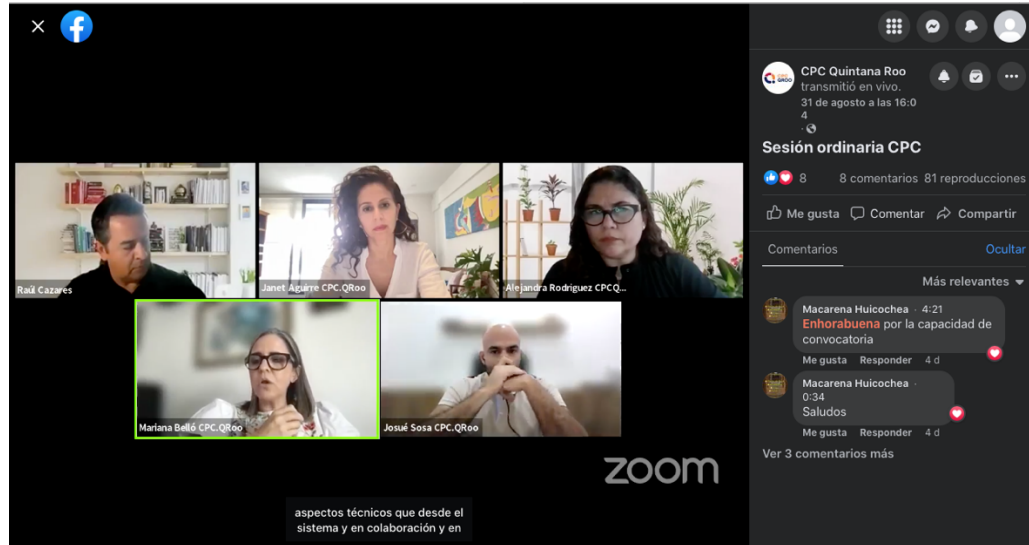 CPC Quintana Roo
transmitió en vivo.
31 de agosto a las 16:0
4
Sesión ordinaria CPC
8
8 comentarios 81 reproducciones
Me gusta Comentar Compartir
Comentarios
Ocultar
Más relevantes
Macarena Huicochea · 4:21
Enhorabuena por la capacidad de
convocatoria
Me gusta Responder 4 d
Macarena Huicochea ·
0:34
Saludos
Me gusta Responder 4 d
Ver 3 comentarios más
Raúl Cazares
Janet Aguirre CPC.QRoo
Alejandra Rodriguez CPCQ...
Mariana Belló CPC.QRoo
Josué Sosa CPC.QRoo
zoom
aspectos técnicos que desde el
sistema y en colaboración y en